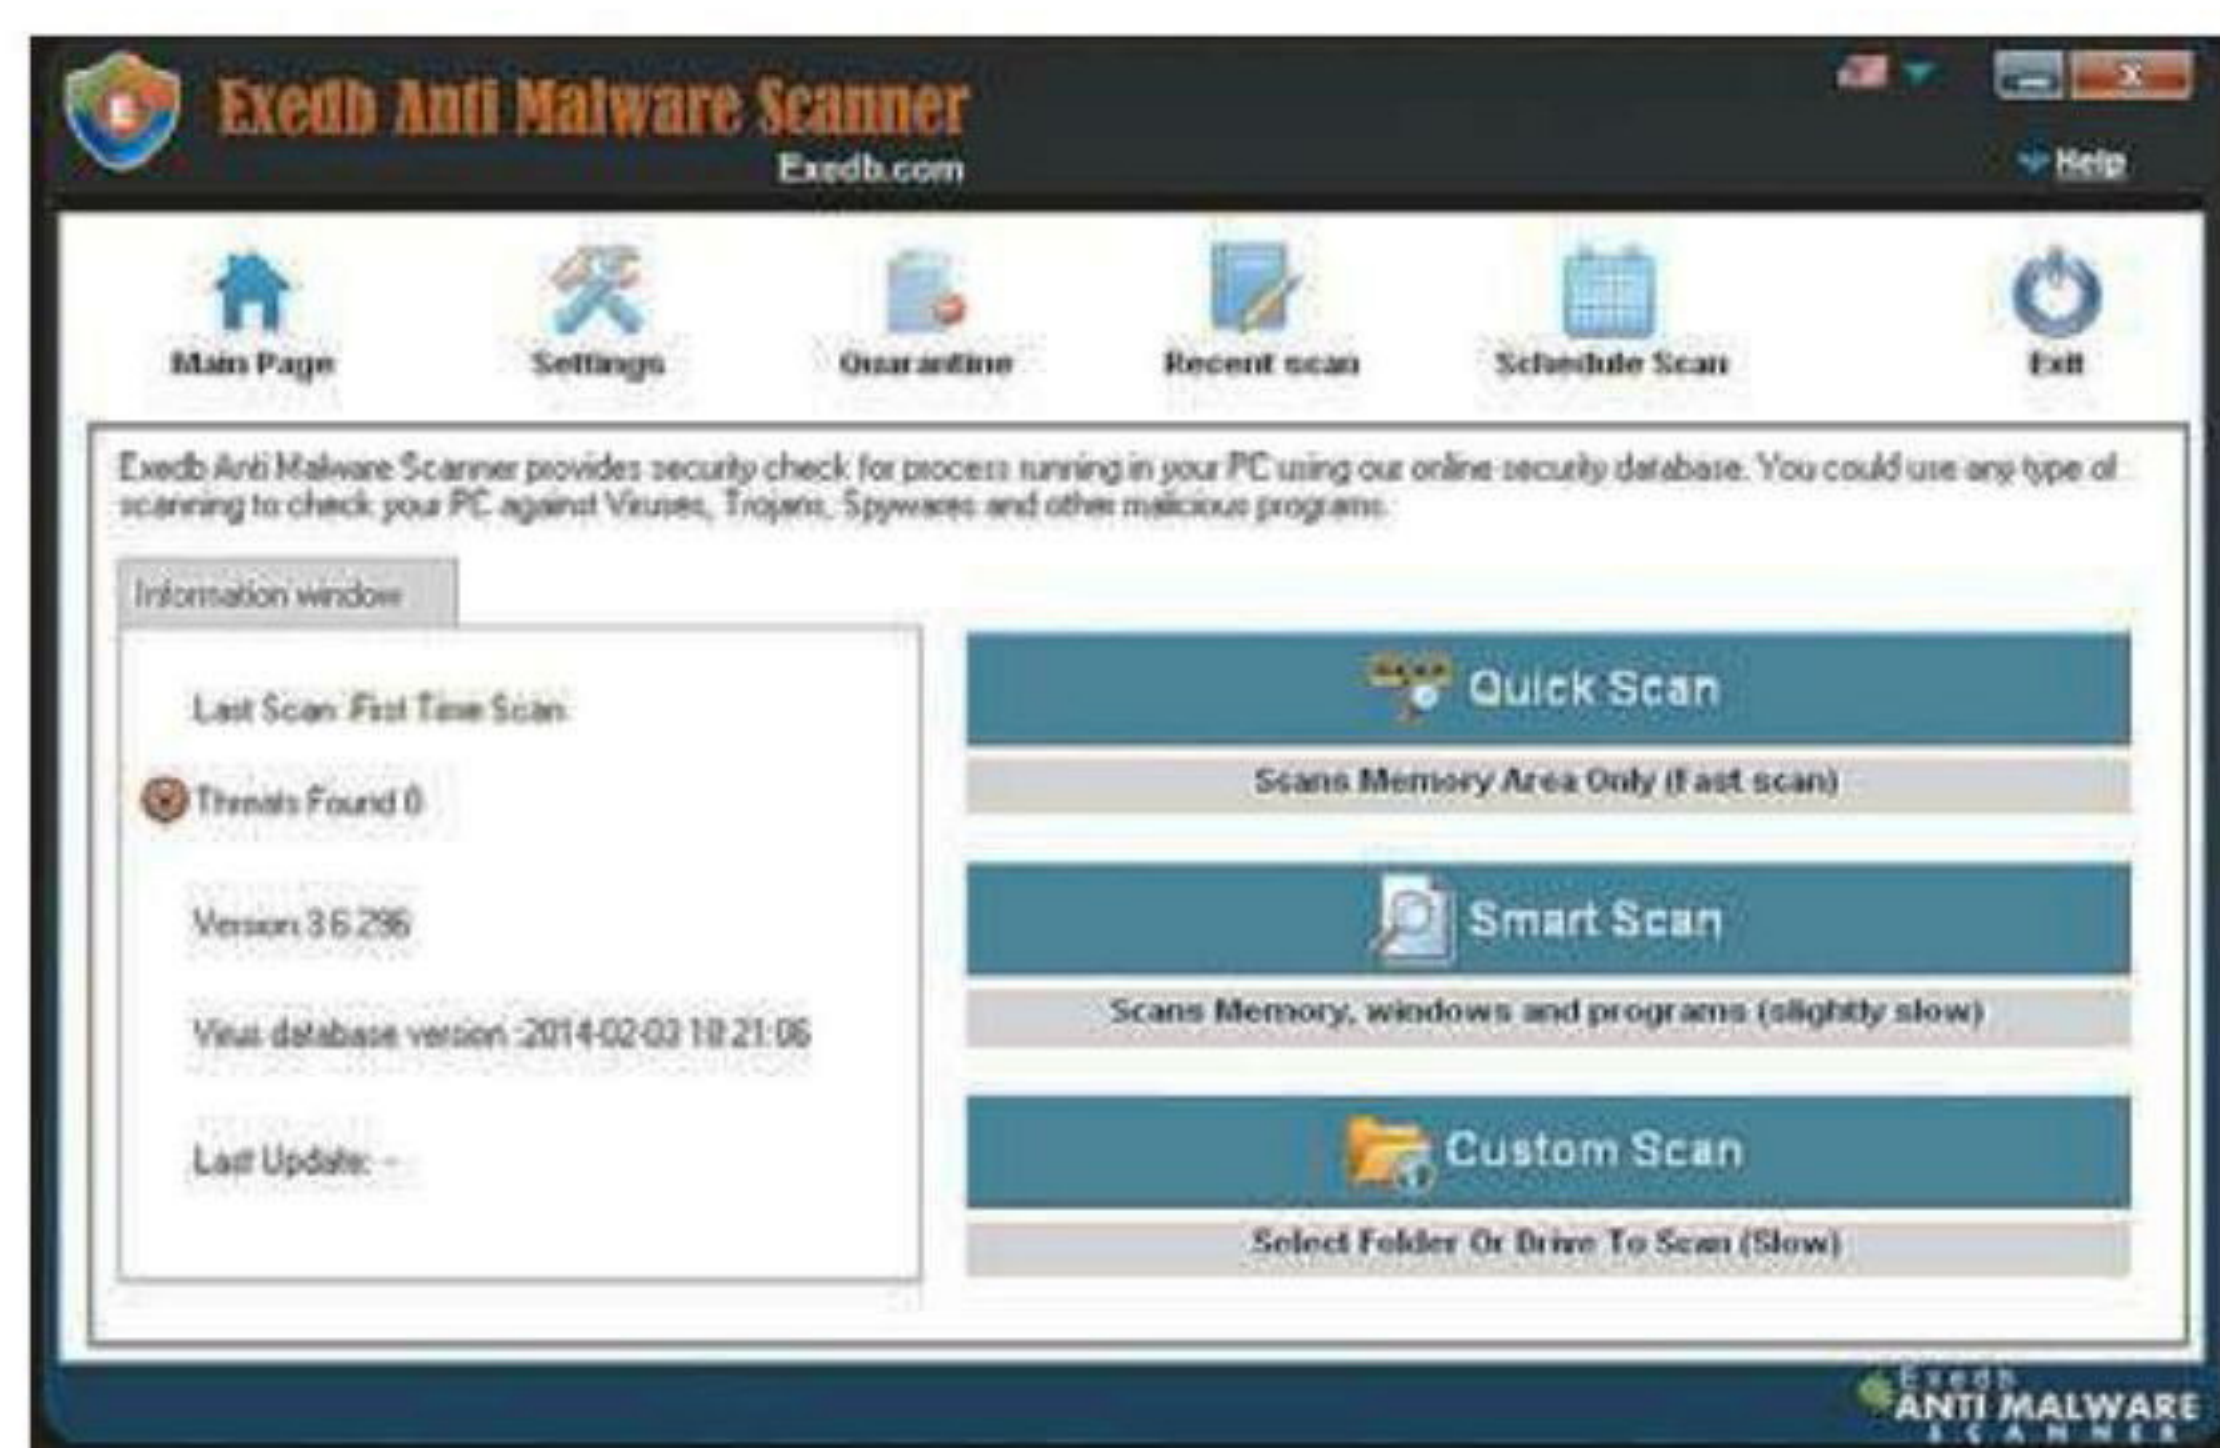 Exedb Anti Malware Scanner
Exedb.com
Help
Main Page
Settings
Quarantine
Recent scan
Schedule Scan
Exit
Exedb Anti Malware Scanner provides security check for process running in your PC using our online security database. You could use any type of
scanning to check your PC against Viruses, Trojans, Spywares and other malicious programs.
Information window
Last Scan: First Time Scan
Threats Found 0
Version:3.6.296
Virus database version :2014-02-03 18:21:06
Last Update: -
Quick Scan
Scans Memory Area Only (Fast scan)
Smart Scan
Scans Memory, windows and programs (slightly slow)
Custom Scan
Select Folder Or Drive To Scan (Slow)
Exedb
ANTI MALWARE
SCANNER